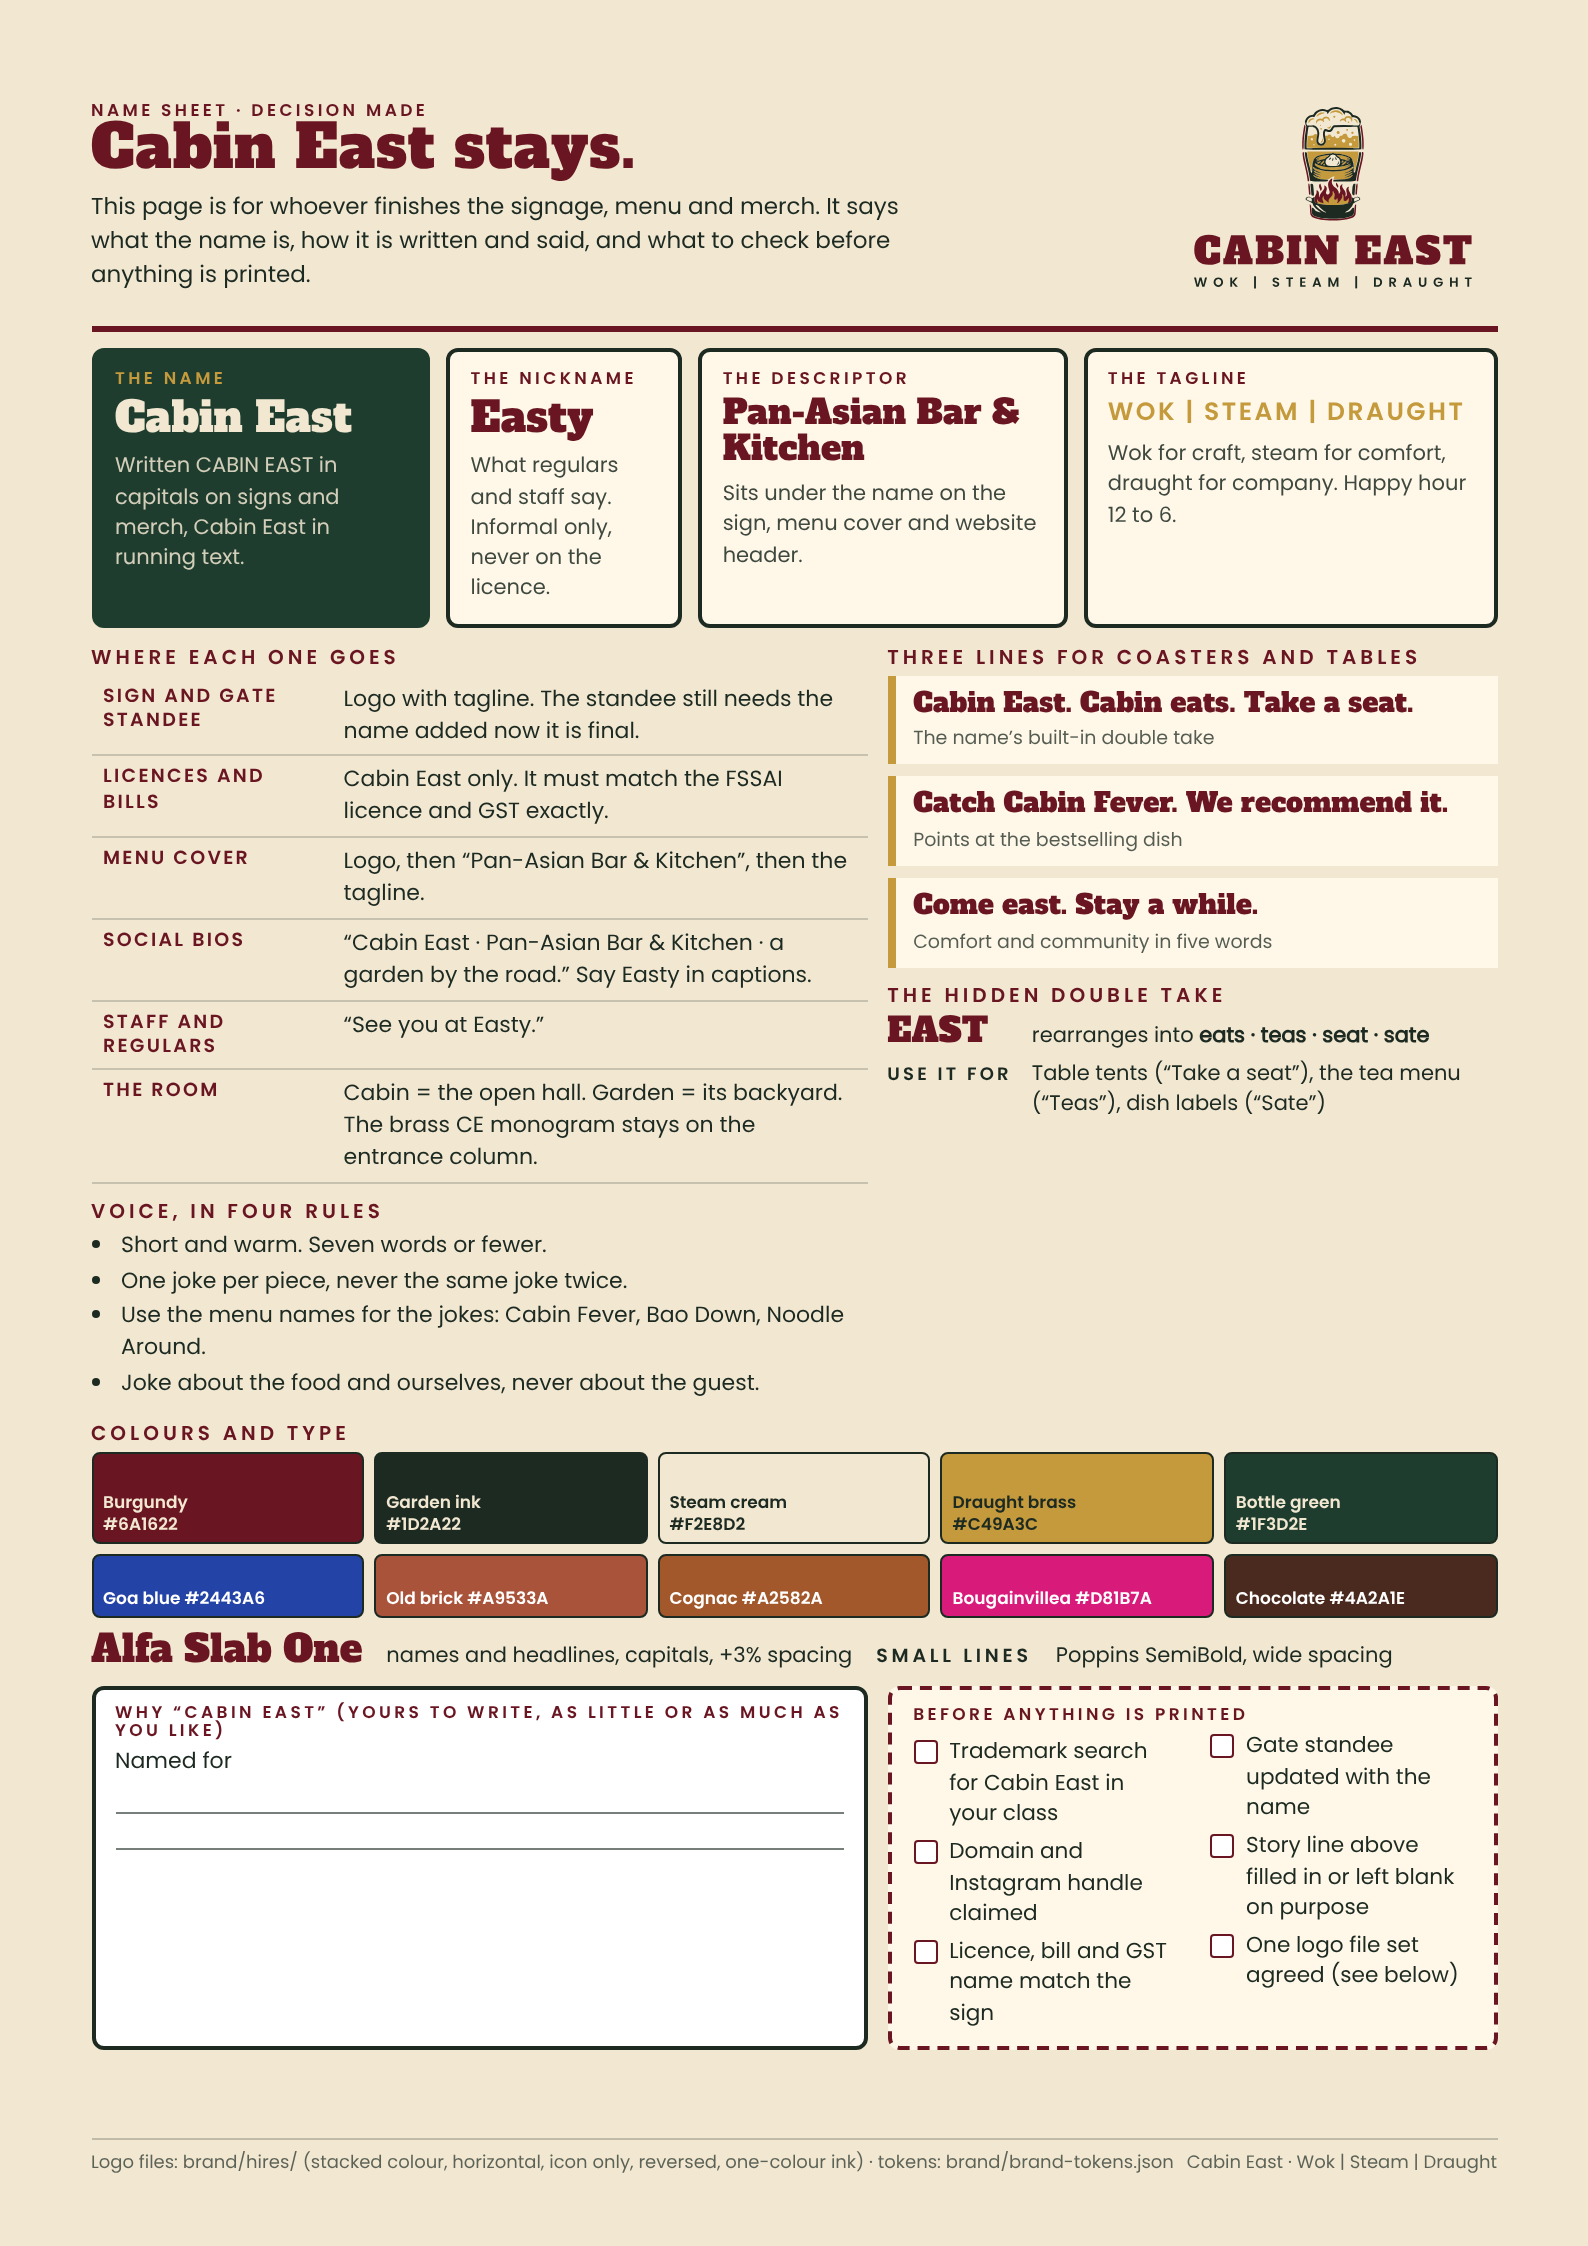 NAME SHEET · DECISION MADE
Cabin East stays.
This page is for whoever finishes the signage, menu and merch. It says
what the name is, how it is written and said, and what to check before
anything is printed.
CABIN EAST
WOK | STEAM | DRAUGHT
THE NAME
Cabin East
Written CABIN EAST in
capitals on signs and
merch, Cabin East in
running text.
THE NICKNAME
Easty
What regulars
and staff say.
Informal only,
never on the
licence.
THE DESCRIPTOR
Pan-Asian Bar &
Kitchen
Sits under the name on the
sign, menu cover and website
header.
THE TAGLINE
WOK | STEAM | DRAUGHT
Wok for craft, steam for comfort,
draught for company. Happy hour
12 to 6.
WHERE EACH ONE GOES
SIGN AND GATE
STANDEE
Logo with tagline. The standee still needs the
name added now it is final.
LICENCES AND
BILLS
Cabin East only. It must match the FSSAI
licence and GST exactly.
MENU COVER
Logo, then “Pan-Asian Bar & Kitchen”, then the
tagline.
SOCIAL BIOS
“Cabin East · Pan-Asian Bar & Kitchen · a
garden by the road.” Say Easty in captions.
STAFF AND
REGULARS
“See you at Easty.”
THE ROOM
Cabin = the open hall. Garden = its backyard.
The brass CE monogram stays on the
entrance column.
THREE LINES FOR COASTERS AND TABLES
Cabin East. Cabin eats. Take a seat.
The name’s built-in double take
Catch Cabin Fever. We recommend it.
Points at the bestselling dish
Come east. Stay a while.
Comfort and community in five words
THE HIDDEN DOUBLE TAKE
EAST rearranges into eats · teas · seat · sate
USE IT FOR Table tents (“Take a seat”), the tea menu
(“Teas”), dish labels (“Sate”)
VOICE, IN FOUR RULES
• Short and warm. Seven words or fewer.
• One joke per piece, never the same joke twice.
• Use the menu names for the jokes: Cabin Fever, Bao Down, Noodle
Around.
• Joke about the food and ourselves, never about the guest.
COLOURS AND TYPE
Burgundy
#6A1622
Garden ink
#1D2A22
Steam cream
#F2E8D2
Draught brass
#C49A3C
Bottle green
#1F3D2E
Goa blue #2443A6
Old brick #A9533A
Cognac #A2582A
Bougainvillea #D81B7A
Chocolate #4A2A1E
Alfa Slab One names and headlines, capitals, +3% spacing SMALL LINES Poppins SemiBold, wide spacing
WHY “CABIN EAST” (YOURS TO WRITE, AS LITTLE OR AS MUCH AS
YOU LIKE)
Named for
BEFORE ANYTHING IS PRINTED
Trademark search
for Cabin East in
your class
Domain and
Instagram handle
claimed
Licence, bill and GST
name match the
sign
Gate standee
updated with the
name
Story line above
filled in or left blank
on purpose
One logo file set
agreed (see below)
Logo files: brand/hires/ (stacked colour, horizontal, icon only, reversed, one-colour ink) · tokens: brand/brand-tokens.json Cabin East · Wok | Steam | Draught